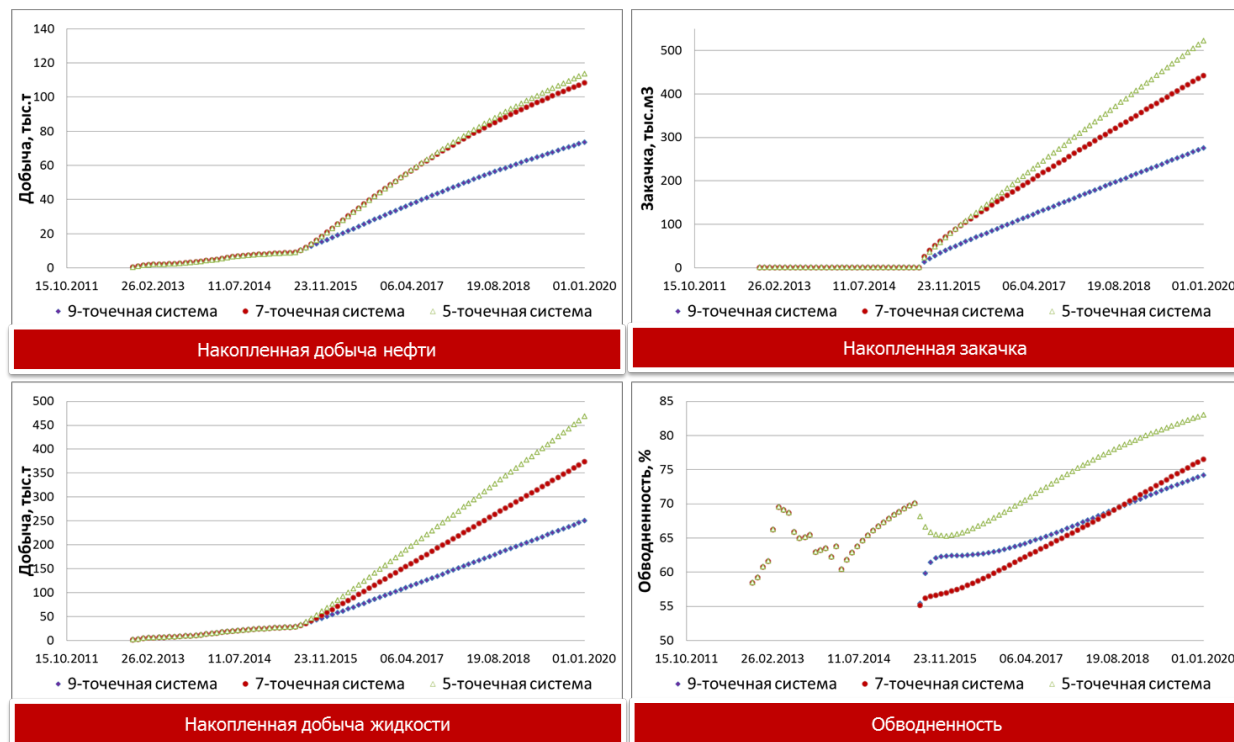 Добыча, тыс.т
140
120
100
80
60
40
20
0
15.10.2011 26.02.2013 11.07.2014 23.11.2015 06.04.2017 19.08.2018 01.01.2020
9-точечная система 7-точечная система 5-точечная система
Накопленная добыча нефти
Закачка, тыс.м3
500
400
300
200
100
0
15.10.2011 26.02.2013 11.07.2014 23.11.2015 06.04.2017 19.08.2018 01.01.2020
9-точечная система 7-точечная система 5-точечная система
Накопленная закачка
Добыча, тыс.т
500
450
400
350
300
250
200
150
100
50
0
15.10.2011 26.02.2013 11.07.2014 23.11.2015 06.04.2017 19.08.2018 01.01.2020
9-точечная система 7-точечная система 5-точечная система
Накопленная добыча жидкости
Обводненность, %
85
80
75
70
65
60
55
50
15.10.2011 26.02.2013 11.07.2014 23.11.2015 06.04.2017 19.08.2018 01.01.2020
9-точечная система 7-точечная система 5-точечная система
Обводненность